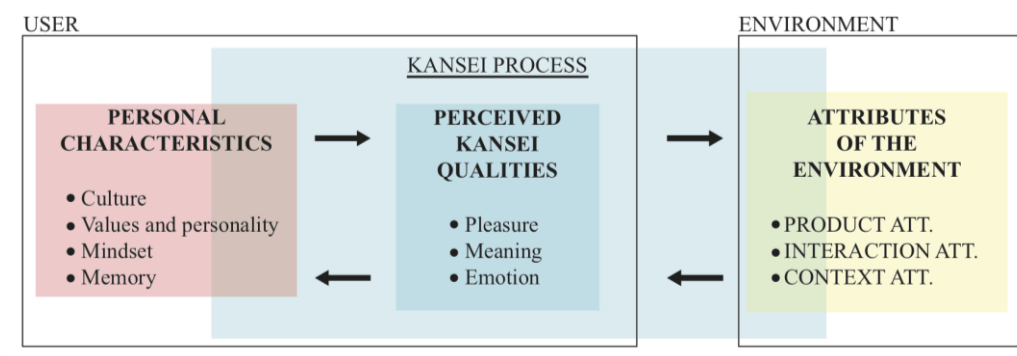 USER
ENVIRONMENT
KANSEI PROCESS
PERSONAL
CHARACTERISTICS
• Culture
• Values and personality
• Mindset
• Memory
PERCEIVED
KANSEI
QUALITIES
• Pleasure
• Meaning
• Emotion
ATTRIBUTES
OF THE
ENVIRONMENT
• PRODUCT ATT.
• INTERACTION ATT.
• CONTEXT ATT.